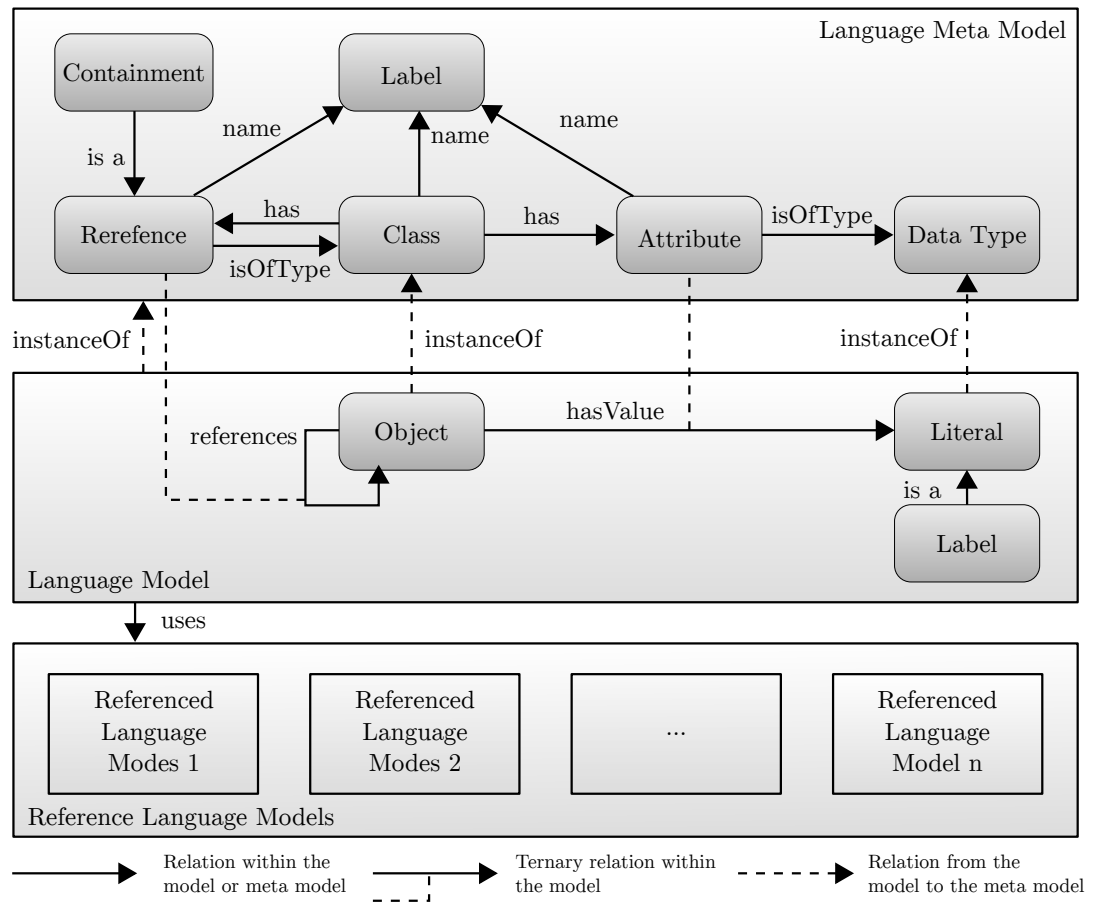 Language Meta Model
Containment
Label
name
name
name
is a
Rerefence
has
isOfType
Class
has
Attribute
isOfType
Data Type
instanceOf
instanceOf
instanceOf
references
Object
hasValue
Literal
is a
Label
Language Model
uses
Referenced
Language
Modes 1
Referenced
Language
Modes 2
...
Referenced
Language
Model n
Reference Language Models
Relation within the
model or meta model
Ternary relation within
the model
Relation from the
model to the meta model